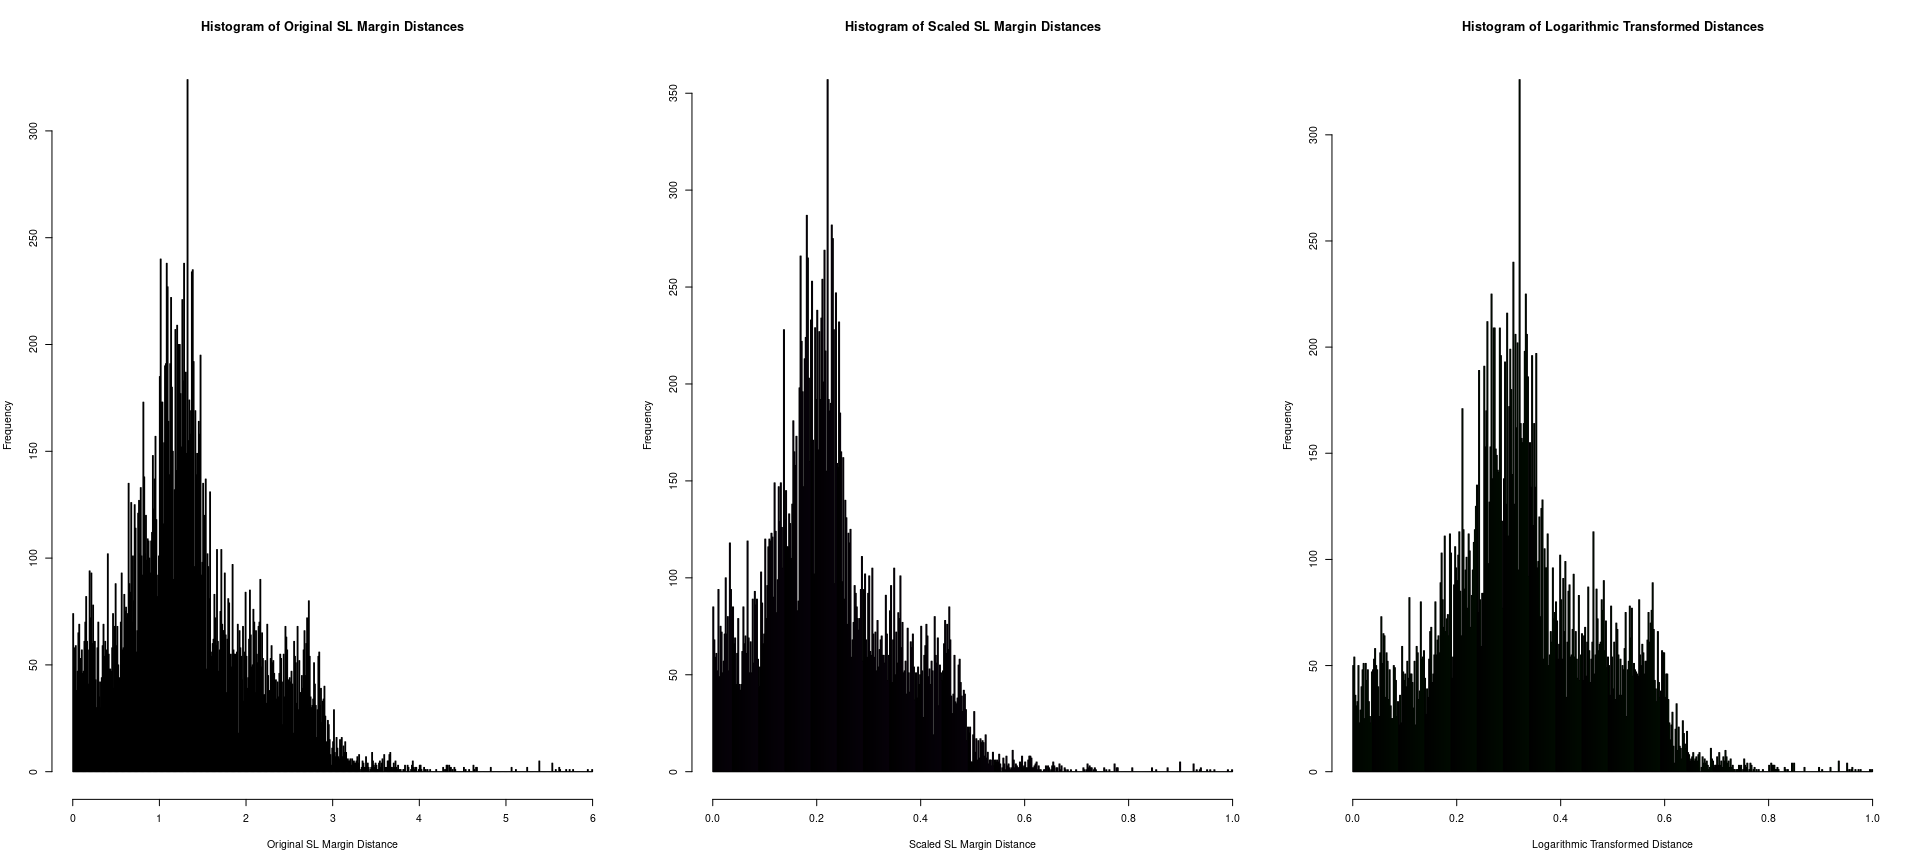 Histogram of Original SL Margin Distances
Frequency
0 50 100 150 200 250 300
0 1 2 3 4 5 6
Original SL Margin Distance
Histogram of Scaled SL Margin Distances
Frequency
0 50 100 150 200 250 300 350
0.0 0.2 0.4 0.6 0.8 1.0
Scaled SL Margin Distance
Histogram of Logarithmic Transformed Distances
Frequency
0 50 100 150 200 250 300
0.0 0.2 0.4 0.6 0.8 1.0
Logarithmic Transformed Distance